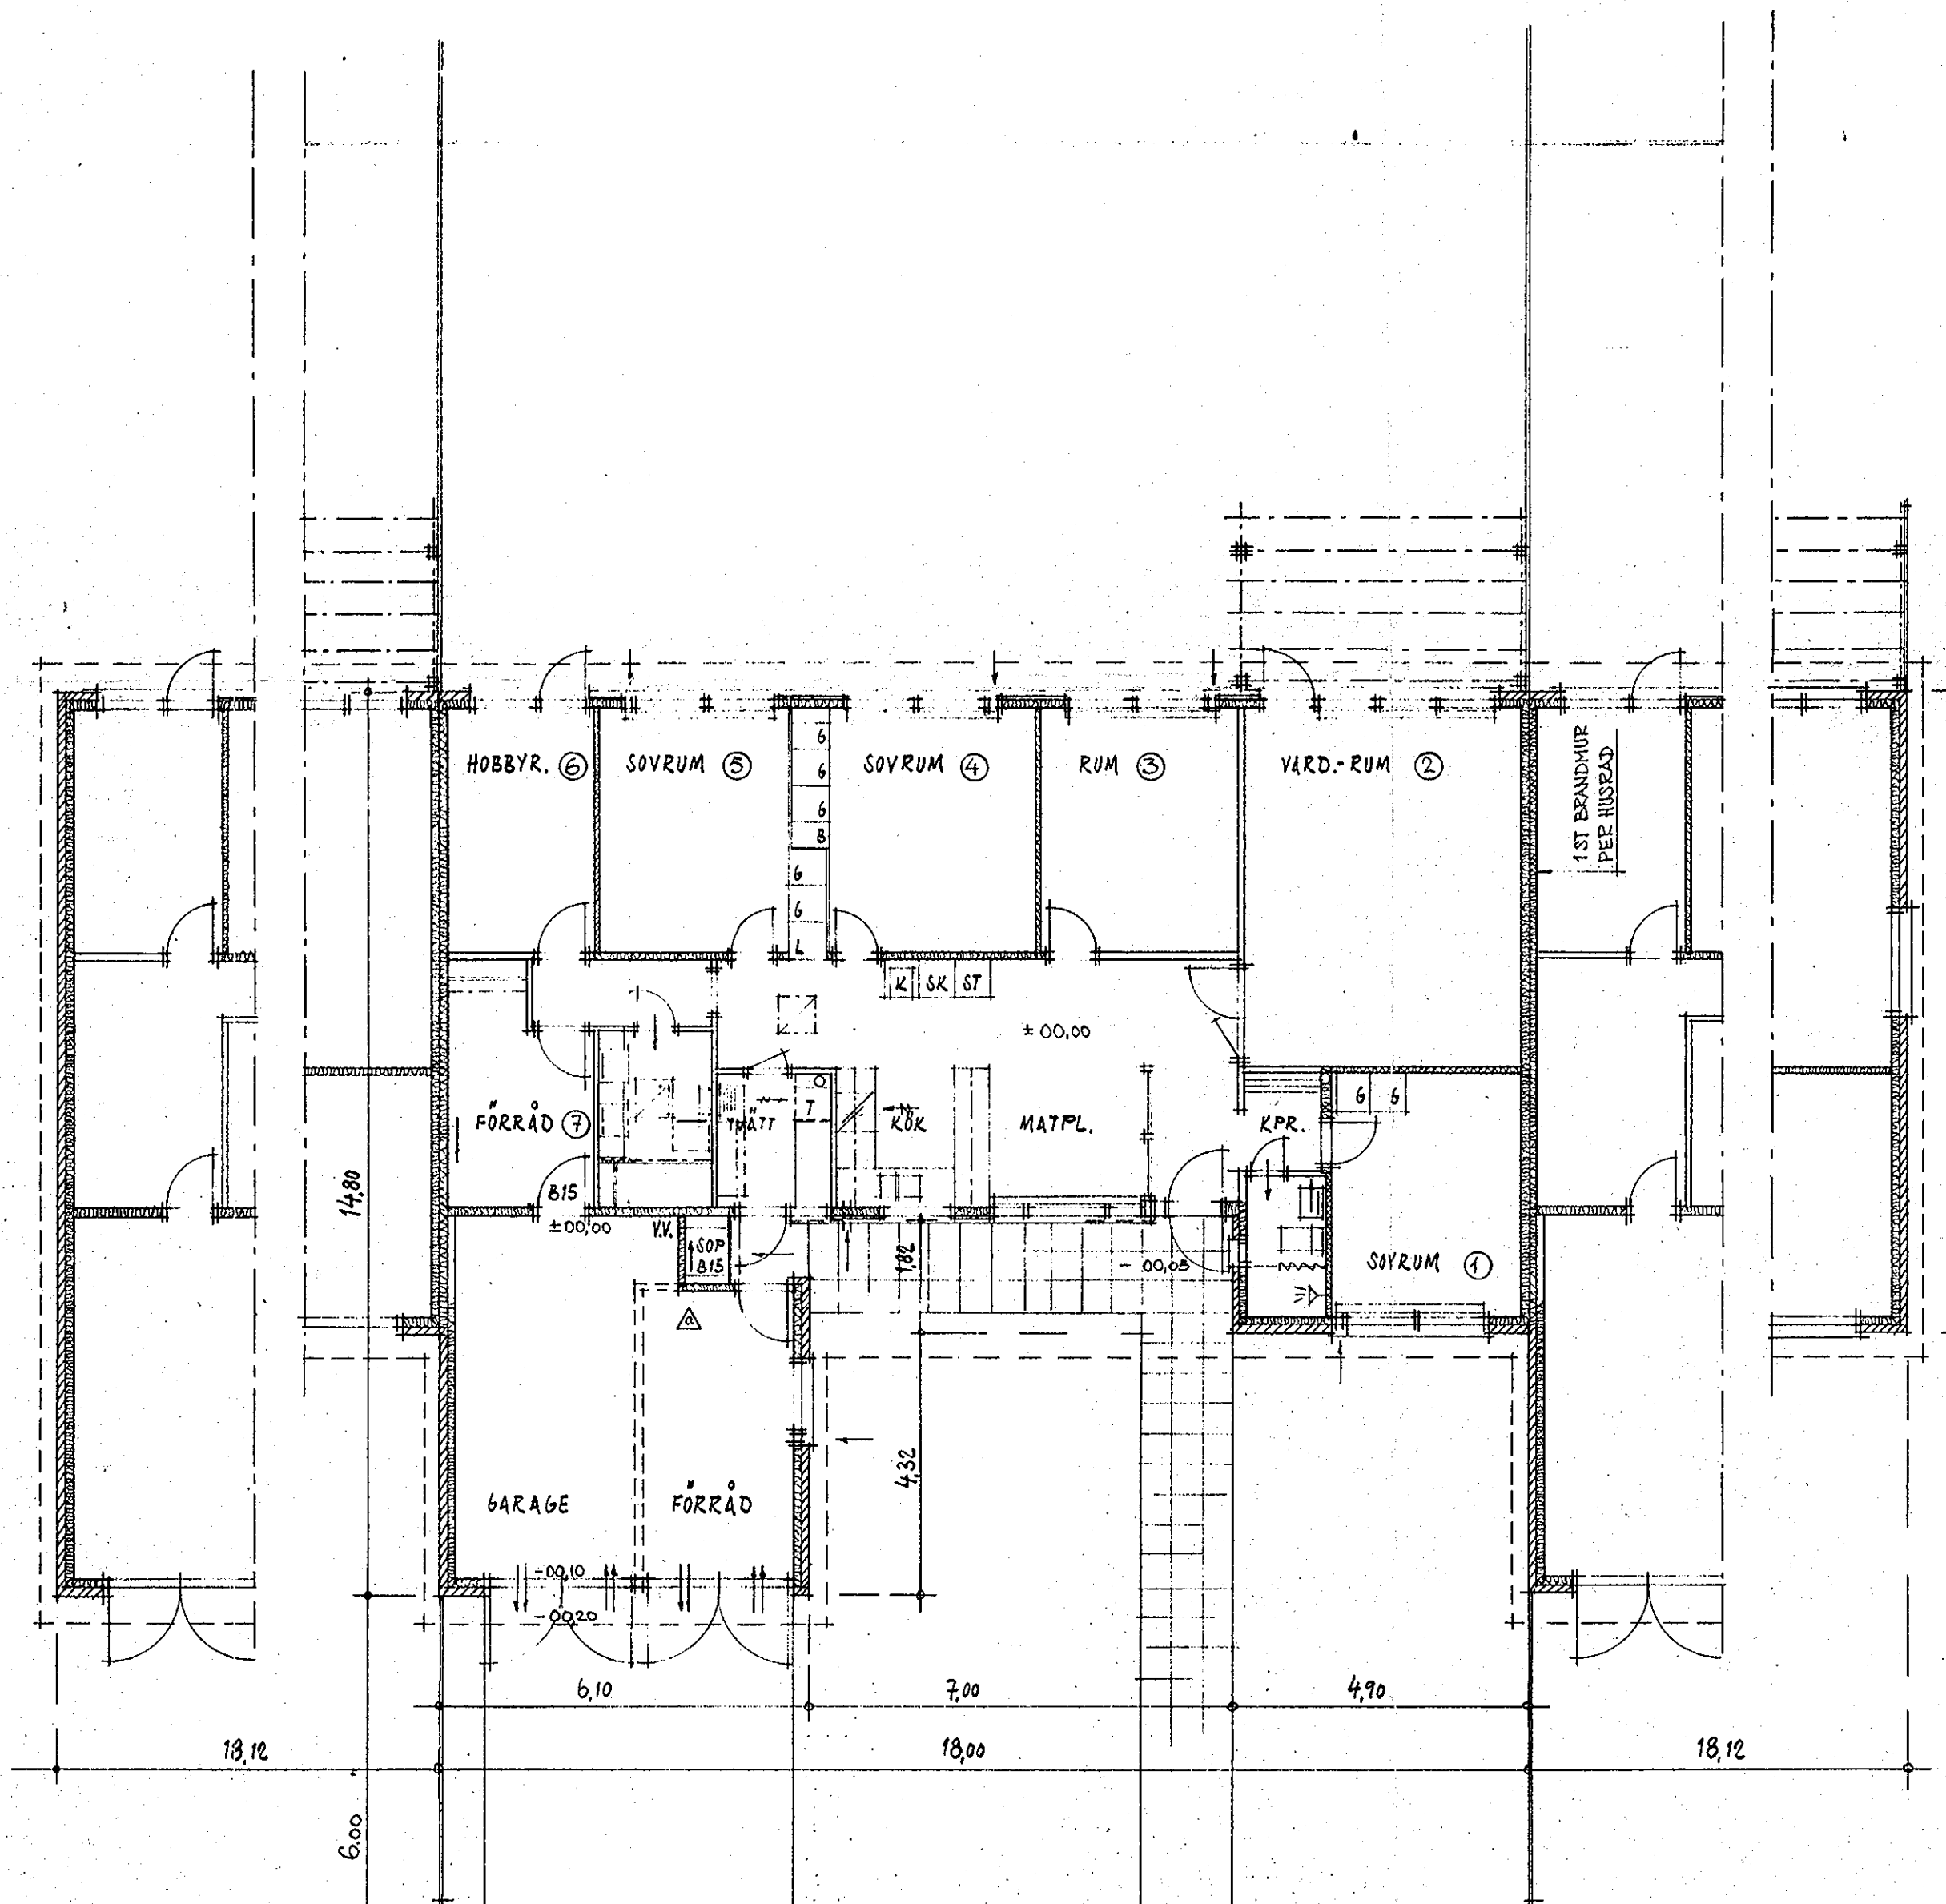 HOBBYR. 6
SOVRUM 5
SOVRUM 4
RUM 3
VARD.-RUM 2
1 ST BRANDMUR
PER HUSRAD
G
G
G
B
G
G
L
K SK ST
± 00,00
FÖRRÅD 7
TVÄTT
T
KÖK
MATPL.
KPR.
G G
B15
±00,00
V.V.
SOP
B15
a
1,82
- 00,05
SOVRUM 1
14,80
4,32
GARAGE
FÖRRÅD
-00,10
-00,20
6,10
7,00
4,90
18,12
18,00
18,12
6.00